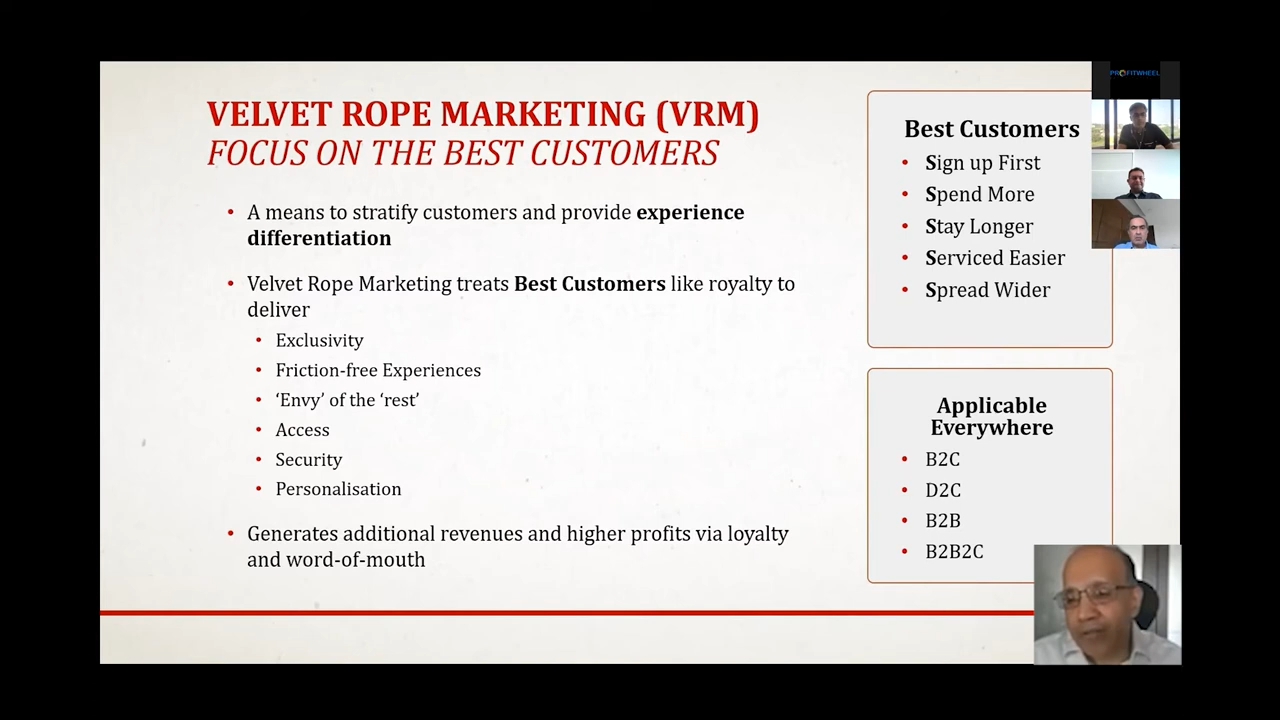 VELVET ROPE MARKETING (VRM)
FOCUS ON THE BEST CUSTOMERS
• A means to stratify customers and provide experience
differentiation
• Velvet Rope Marketing treats Best Customers like royalty to
deliver
• Exclusivity
• Friction-free Experiences
• ‘Envy’ of the ‘rest’
• Access
• Security
• Personalisation
• Generates additional revenues and higher profits via loyalty
and word-of-mouth
Best Customers
• Sign up First
• Spend More
• Stay Longer
• Serviced Easier
• Spread Wider
Applicable
Everywhere
• B2C
• D2C
• B2B
• B2B2C
PROFITWHEEL